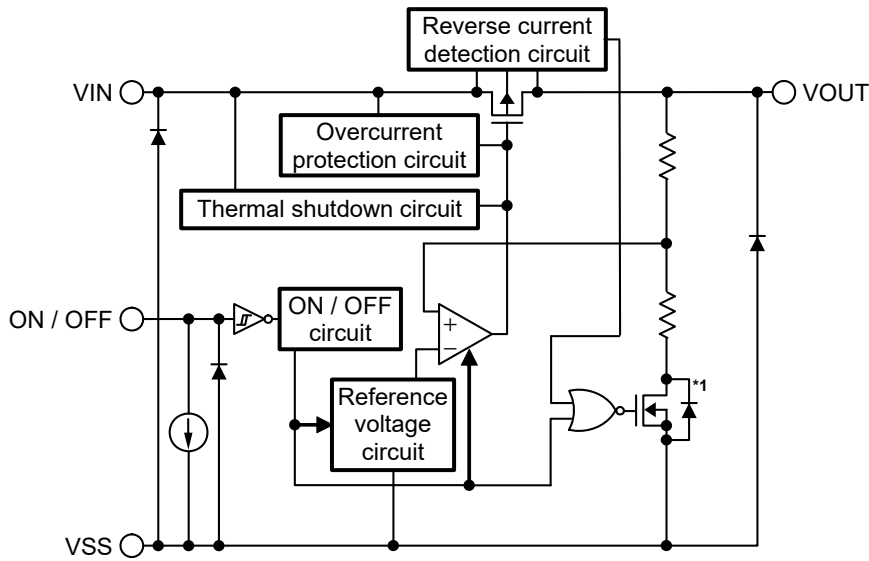 Reverse current
detection circuit
VIN
VOUT
Overcurrent
protection circuit
Thermal shutdown circuit
ON / OFF
ON / OFF
circuit
+
−
*1
Reference
voltage
circuit
VSS